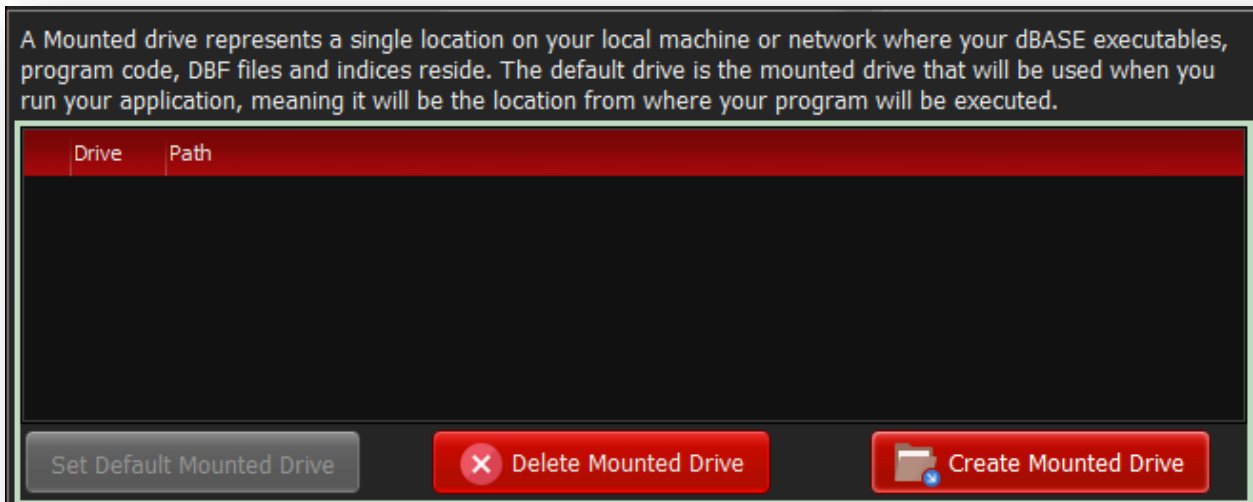 A Mounted drive represents a single location on your local machine or network where your dBASE executables,
program code, DBF files and indices reside. The default drive is the mounted drive that will be used when you
run your application, meaning it will be the location from where your program will be executed.
Drive Path
Set Default Mounted Drive Delete Mounted Drive Create Mounted Drive